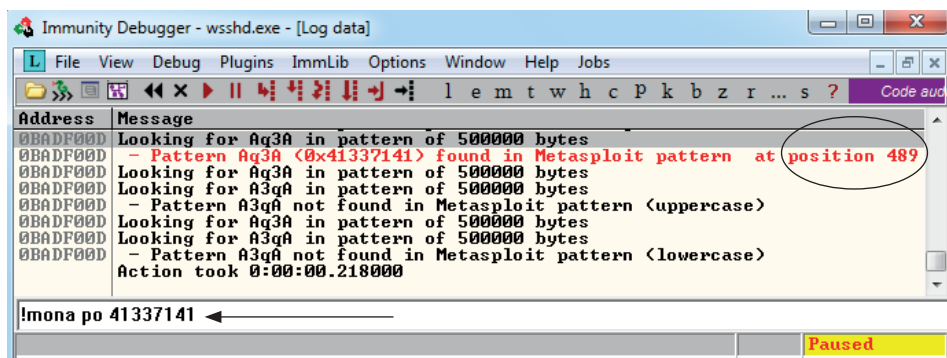 Immunity Debugger - wsshd.exe - [Log data]
L File View Debug Plugins ImmLib Options Window Help Jobs
l e m t w h c P k b z r ... s ? Code aud
Address Message
0BADF00D Looking for Aq3A in pattern of 500000 bytes
0BADF00D - Pattern Aq3A (0x41337141) found in Metasploit pattern at position 489
0BADF00D Looking for Aq3A in pattern of 500000 bytes
0BADF00D Looking for A3qA in pattern of 500000 bytes
0BADF00D - Pattern A3qA not found in Metasploit pattern (uppercase)
0BADF00D Looking for Aq3A in pattern of 500000 bytes
0BADF00D Looking for A3qA in pattern of 500000 bytes
0BADF00D - Pattern A3qA not found in Metasploit pattern (lowercase)
Action took 0:00:00.218000
!mona po 41337141
Paused